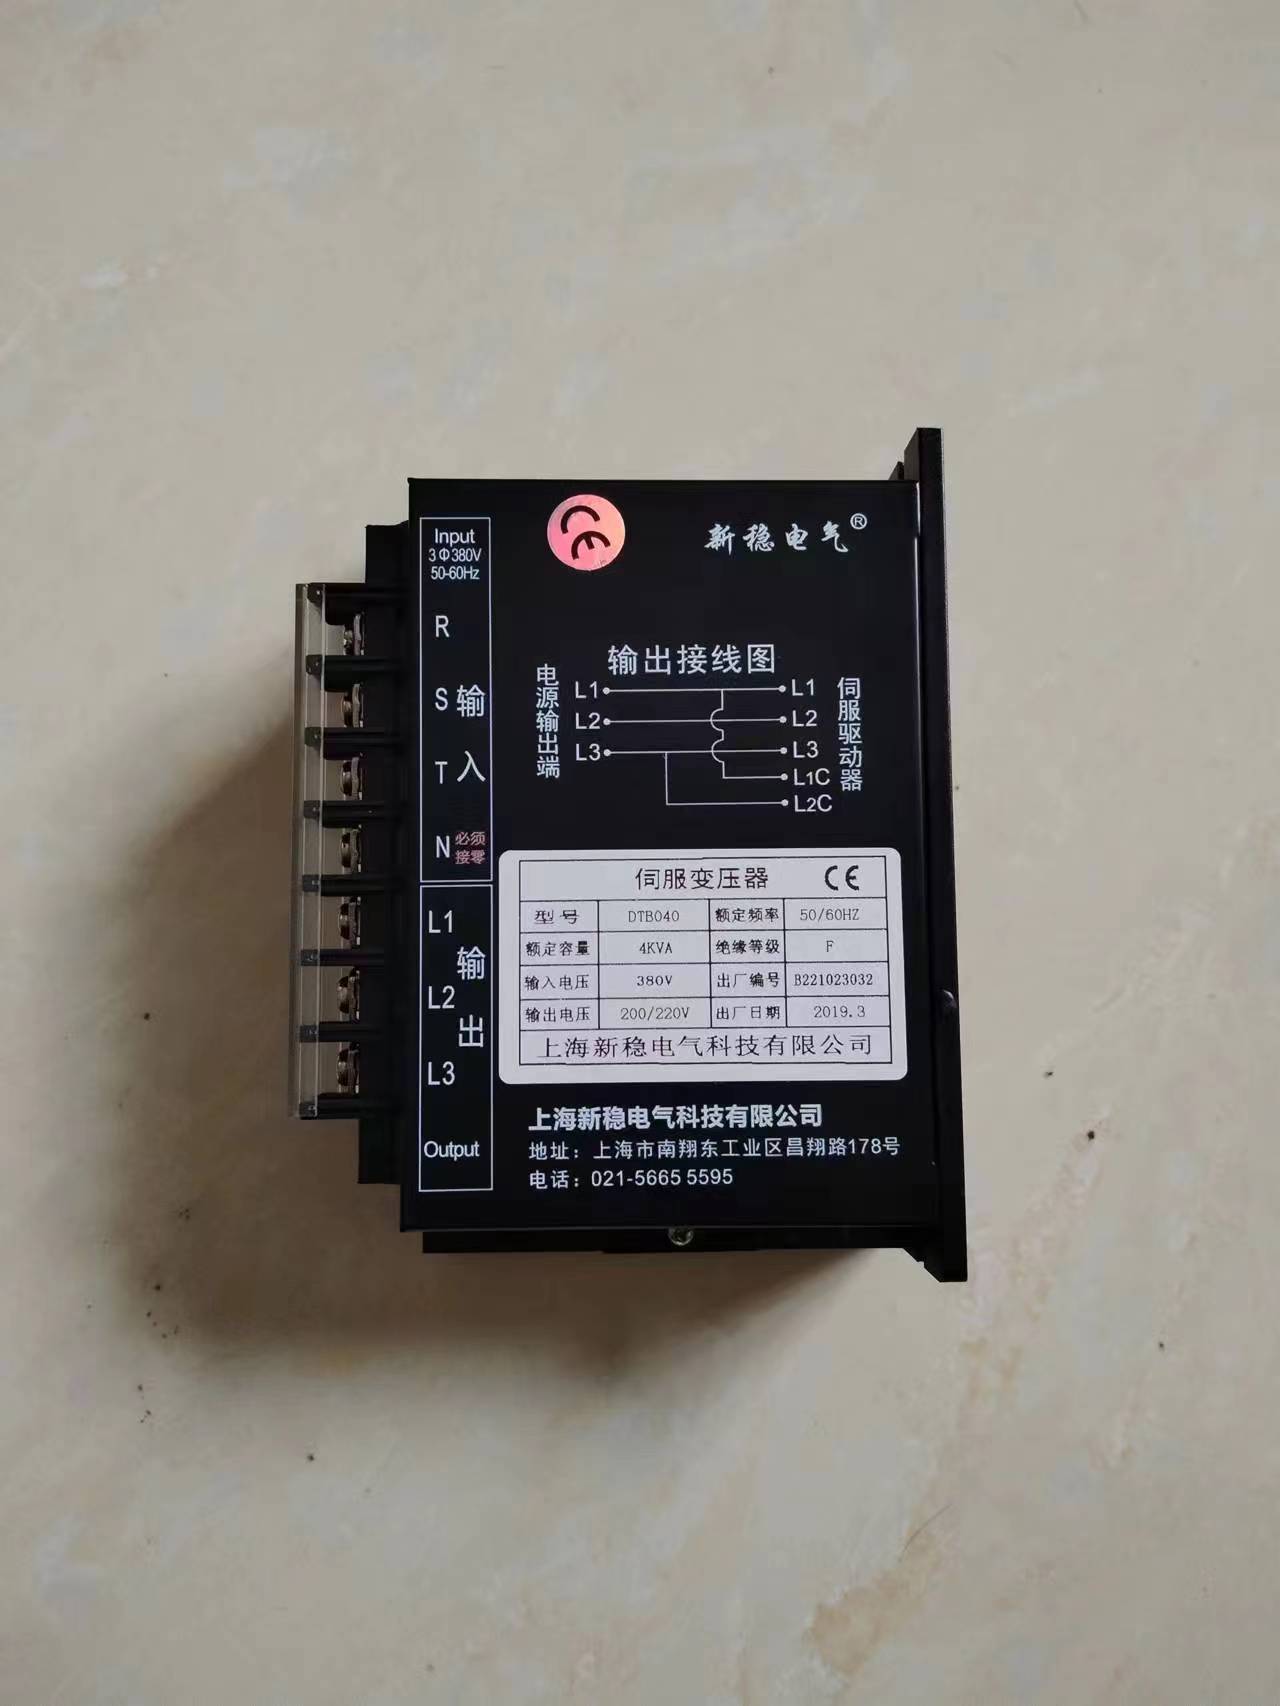 Input
3Φ380V
50-60Hz
R
S
T
输入
N 必须接零
L1
L2
L3
输出
Output
CE
新稳电气®
输出接线图
电源输出端
L1
L2
L3
L1
L2
L3
L1C
L2C
伺服驱动器
伺服变压器 CE
型号 DTB040 额定频率 50/60HZ
额定容量 4KVA 绝缘等级 F
输入电压 380V 出厂编号 B221023032
输出电压 200/220V 出厂日期 2019.3
上海新稳电气科技有限公司
上海新稳电气科技有限公司
地址：上海市南翔东工业区昌翔路178号
电话：021-5665 5595